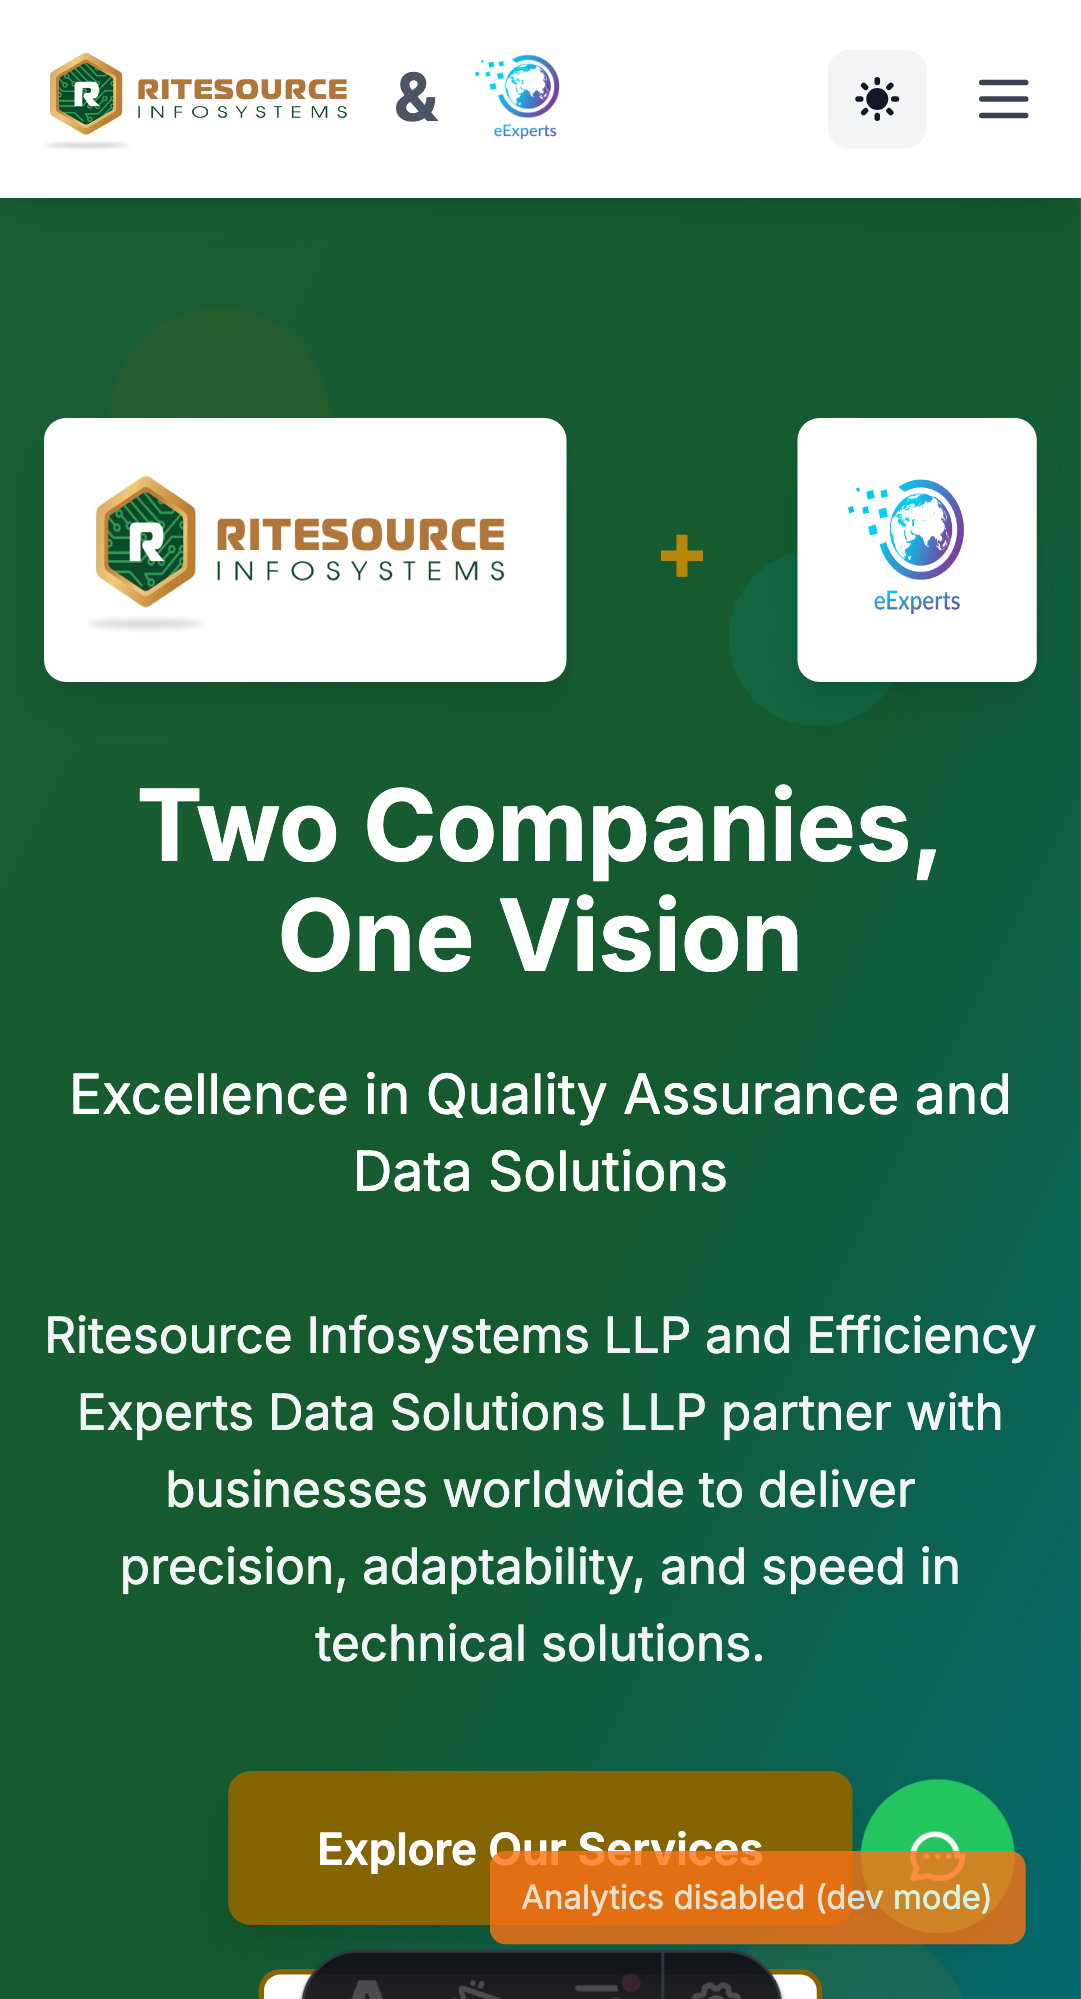 RITESOURCE
INFOSYSTEMS
&
eExperts
R
R
RITESOURCE
INFOSYSTEMS
+
eExperts
Two Companies,
One Vision
Excellence in Quality Assurance and
Data Solutions
Ritesource Infosystems LLP and Efficiency
Experts Data Solutions LLP partner with
businesses worldwide to deliver
precision, adaptability, and speed in
technical solutions.
Explore Our Services
Analytics disabled (dev mode)